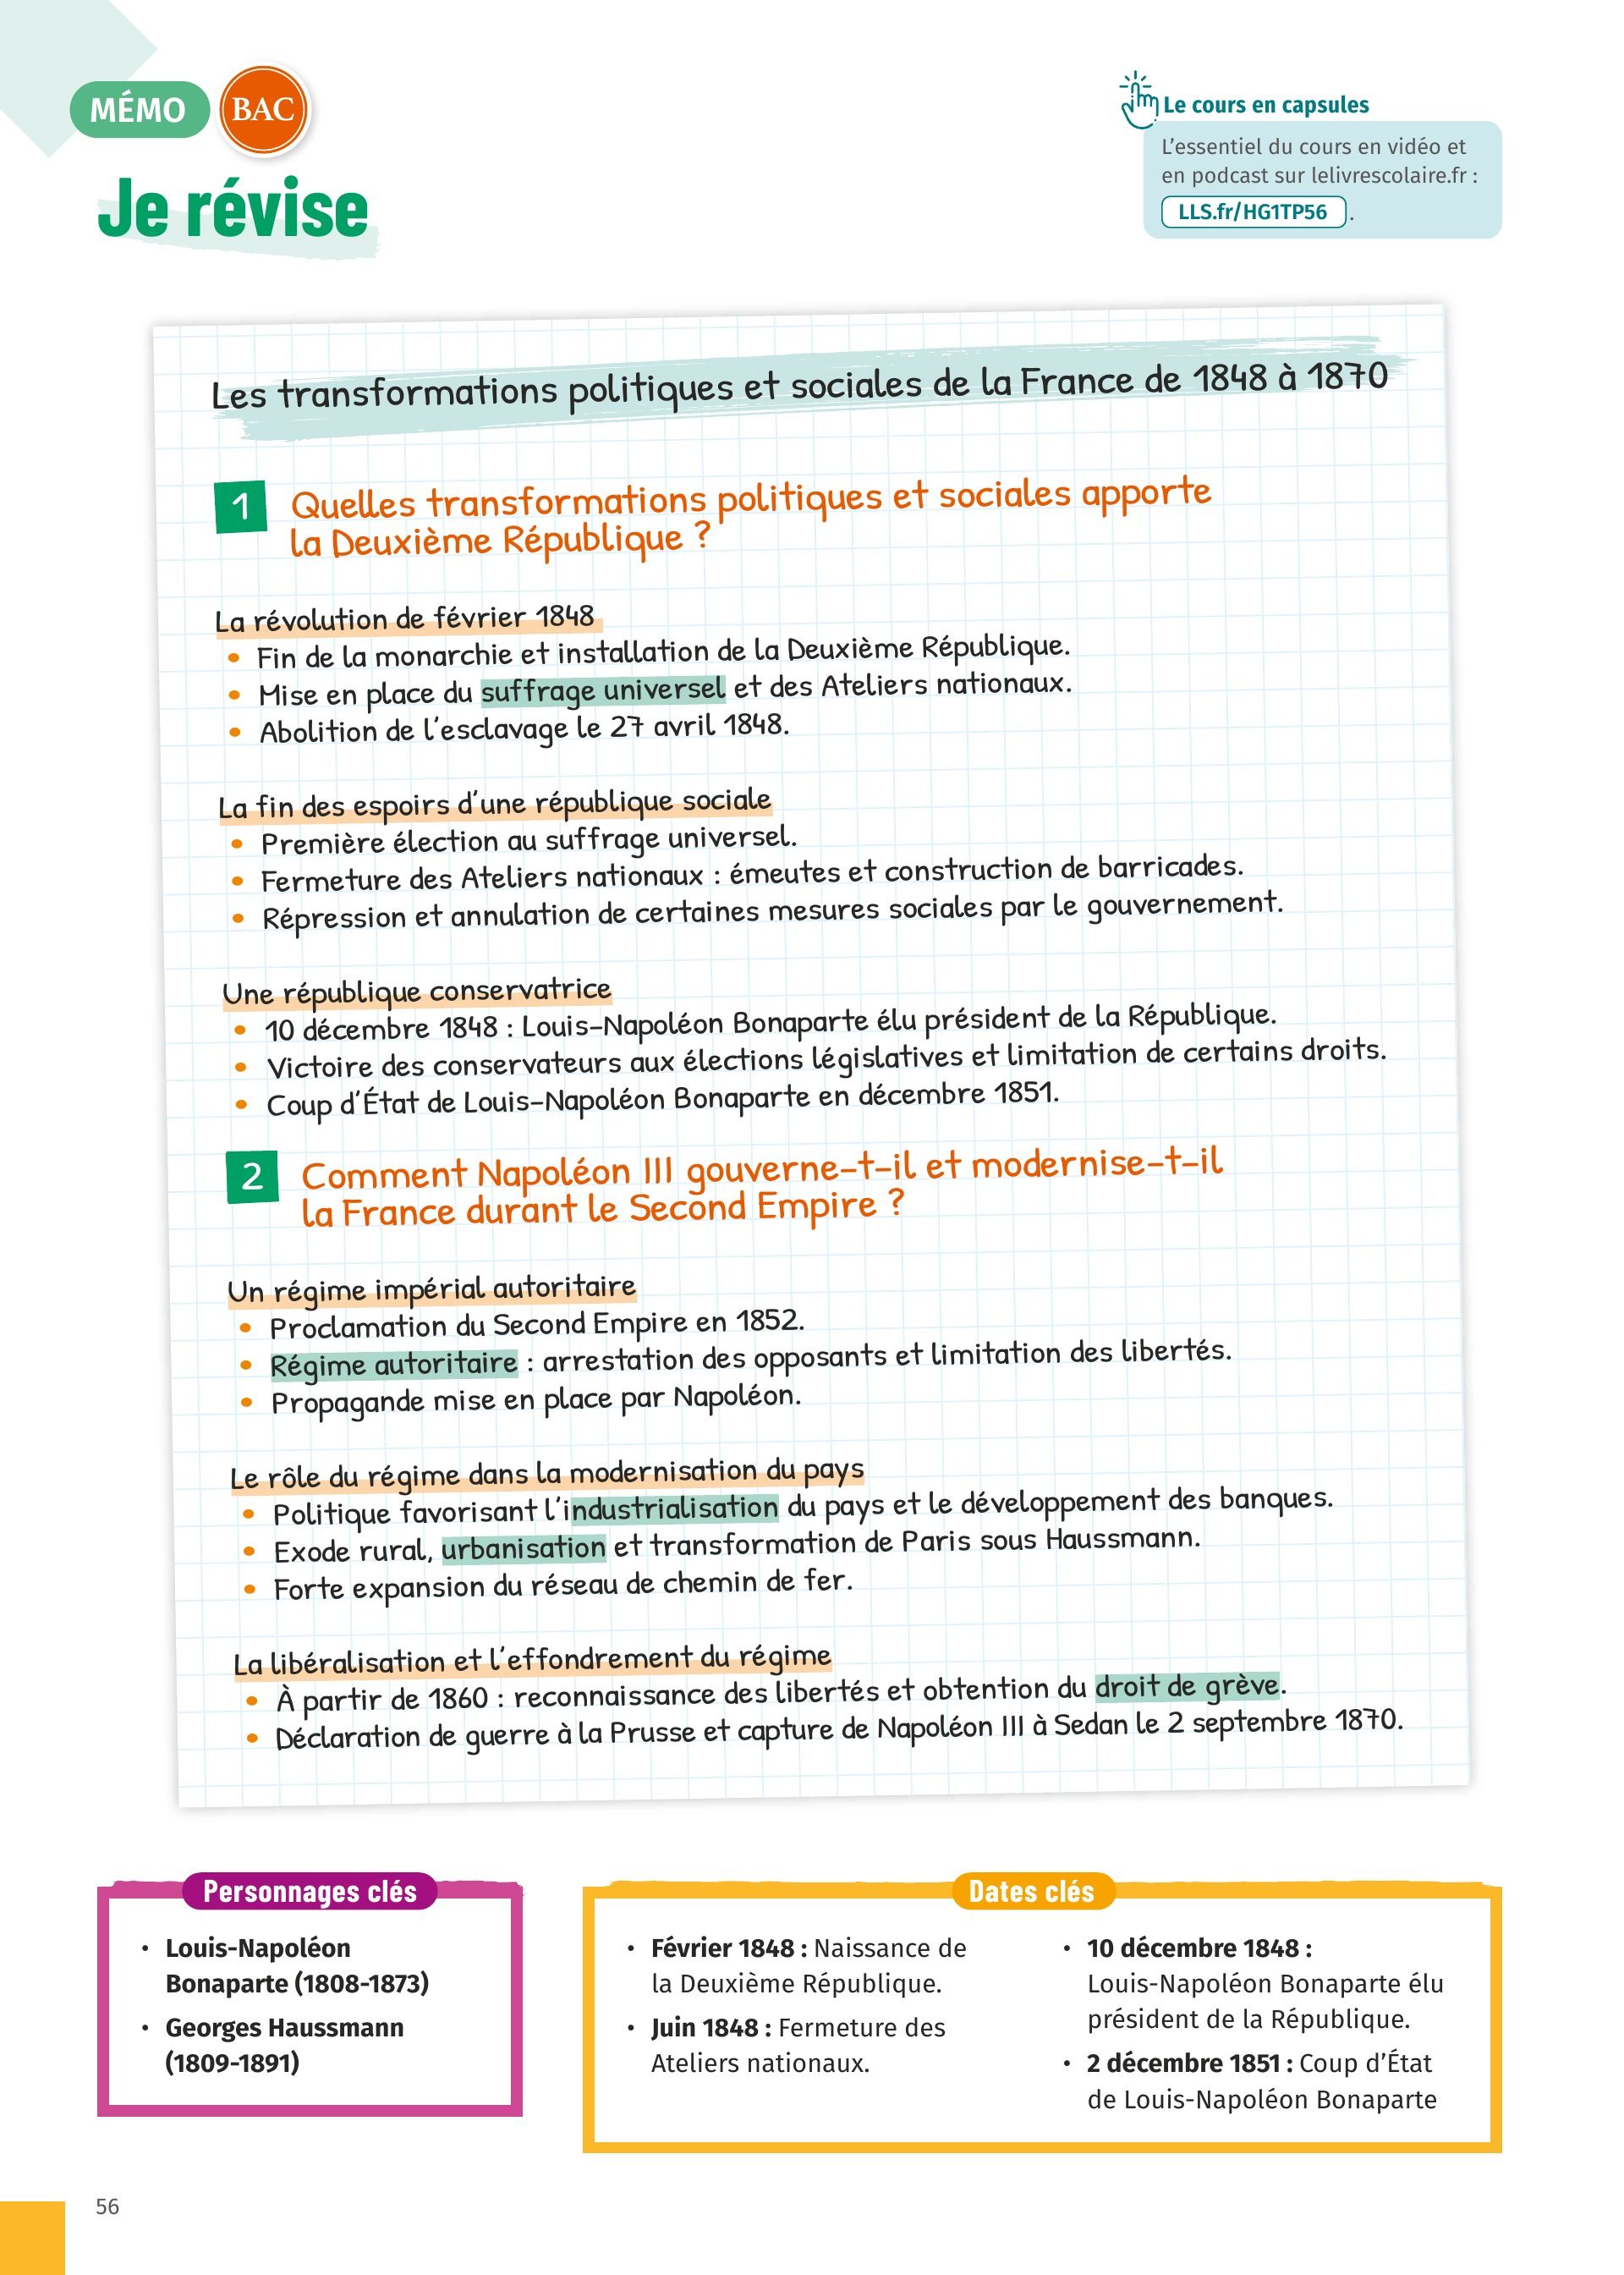 MÉMO
BAC
Je révise
Le cours en capsules
L'essentiel du cours en vidéo et
en podcast sur lelivrescolaire.fr :
LLS.fr/HG1TP56 .
Les transformations politiques et sociales de la France de 1848 à 1870
1 Quelles transformations politiques et sociales apporte
la Deuxième République ?
La révolution de février 1848
• Fin de la monarchie et installation de la Deuxième République.
• Mise en place du suffrage universel et des Ateliers nationaux.
• Abolition de l'esclavage le 27 avril 1848.
La fin des espoirs d'une république sociale
• Première élection au suffrage universel.
• Fermeture des Ateliers nationaux : émeutes et construction de barricades.
• Répression et annulation de certaines mesures sociales par le gouvernement.
Une république conservatrice
• 10 décembre 1848 : Louis-Napoléon Bonaparte élu président de la République.
• Victoire des conservateurs aux élections législatives et limitation de certains droits.
• Coup d'État de Louis-Napoléon Bonaparte en décembre 1851.
2 Comment Napoléon III gouverne-t-il et modernise-t-il
la France durant le Second Empire ?
Un régime impérial autoritaire
• Proclamation du Second Empire en 1852.
• Régime autoritaire : arrestation des opposants et limitation des libertés.
• Propagande mise en place par Napoléon.
Le rôle du régime dans la modernisation du pays
• Politique favorisant l'industrialisation du pays et le développement des banques.
• Exode rural, urbanisation et transformation de Paris sous Haussmann.
• Forte expansion du réseau de chemin de fer.
La libéralisation et l'effondrement du régime
• À partir de 1860 : reconnaissance des libertés et obtention du droit de grève.
• Déclaration de guerre à la Prusse et capture de Napoléon III à Sedan le 2 septembre 1870.
Personnages clés
• Louis-Napoléon
Bonaparte (1808-1873)
• Georges Haussmann
(1809-1891)
Dates clés
• Février 1848 : Naissance de
la Deuxième République.
• Juin 1848 : Fermeture des
Ateliers nationaux.
• 10 décembre 1848 :
Louis-Napoléon Bonaparte élu
président de la République.
• 2 décembre 1851 : Coup d'État
de Louis-Napoléon Bonaparte
56